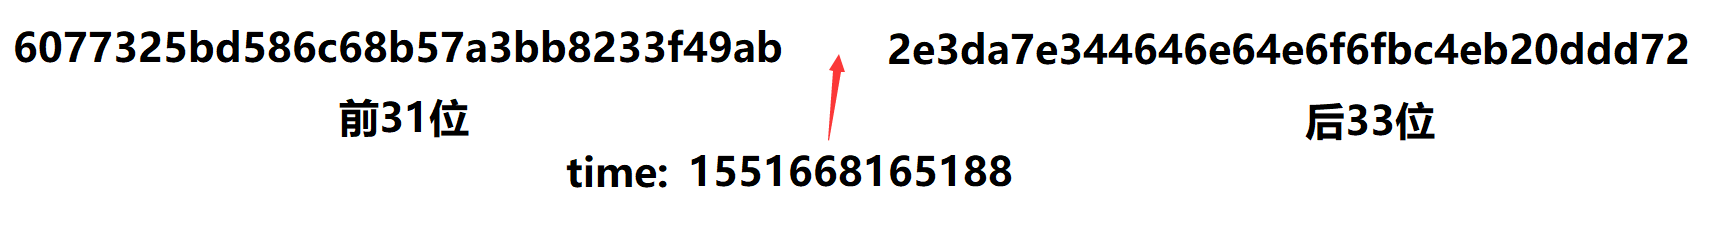 6077325bd586c68b57a3bb8233f49ab 2e3da7e344646e64e6f6fbc4eb20ddd72
前31位 后33位
time: 1551668165188